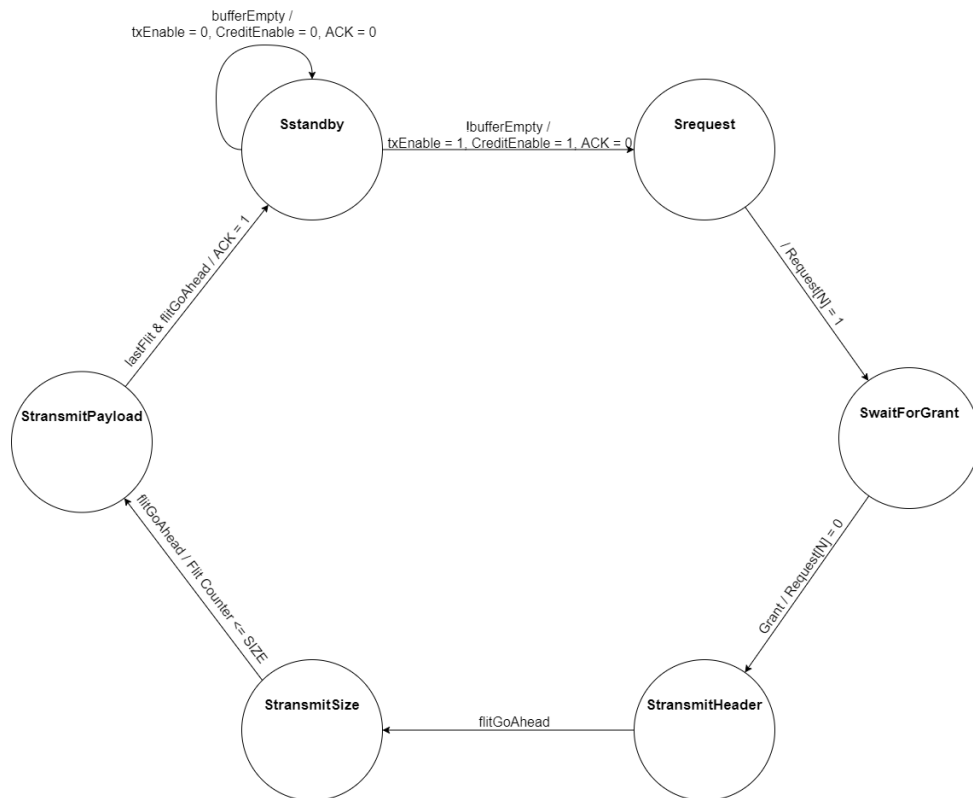 bufferEmpty /
txEnable = 0, CreditEnable = 0, ACK = 0
Sstandby
!bufferEmpty /
txEnable = 1, CreditEnable = 1, ACK = 0
Srequest
/ Request[N] = 1
lastFlit & flitGoAhead / ACK = 1
StransmitPayload
SwaitForGrant
flitGoAhead / Flit Counter <= SIZE
Grant / Request[N] = 0
StransmitSize
flitGoAhead
StransmitHeader